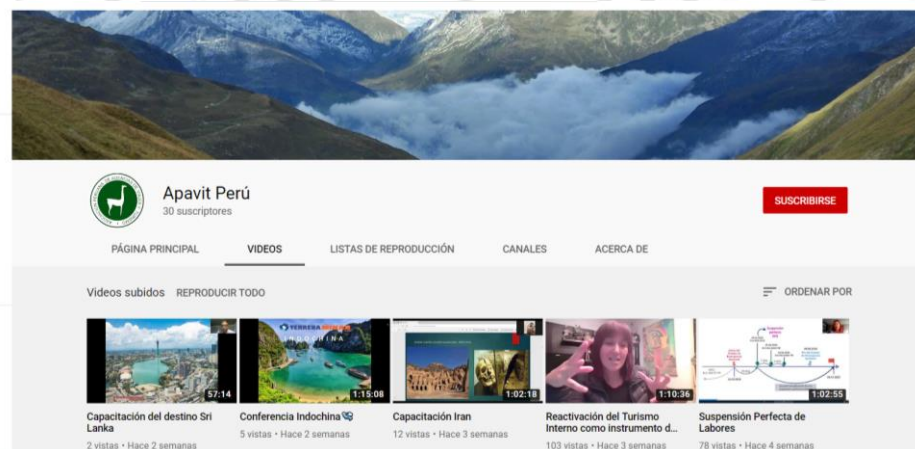 Apavit Perú
30 suscriptores
SUSCRIBIRSE
PÁGINA PRINCIPAL VIDEOS LISTAS DE REPRODUCCIÓN CANALES ACERCA DE
Videos subidos REPRODUCIR TODO ORDENAR POR
57:14
INDOCHINA
1:15:08
1:02:18
1:10:36
1:02:55
Capacitación del destino Sri
Lanka
2 vistas • Hace 2 semanas
Conferencia Indochina
5 vistas • Hace 2 semanas
Capacitación Iran
12 vistas • Hace 3 semanas
Reactivación del Turismo
Interno como instrumento d...
103 vistas • Hace 3 semanas
Suspensión Perfecta de
Labores
78 vistas • Hace 4 semanas